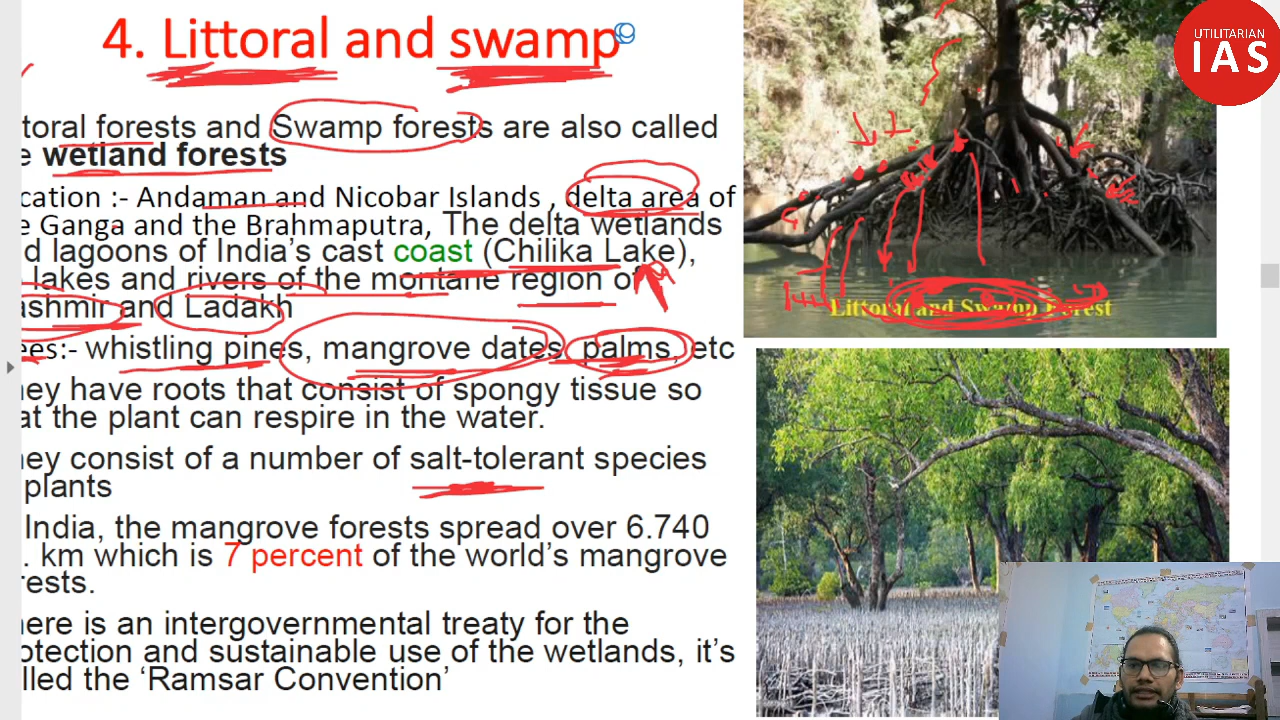 4. Littoral and swamp
UTILITARIAN
IAS
toral forests and Swamp forests are also called
e wetland forests
cation :- Andaman and Nicobar Islands , delta area of
e Ganga and the Brahmaputra, The delta wetlands
d lagoons of India's cast coast (Chilika Lake),
lakes and rivers of the montane region of
ashmir and Ladakh
ees:- whistling pines, mangrove dates, palms, etc
hey have roots that consist of spongy tissue so
at the plant can respire in the water.
hey consist of a number of salt-tolerant species
plants
India, the mangrove forests spread over 6.740
. km which is 7 percent of the world's mangrove
rests.
here is an intergovernmental treaty for the
otection and sustainable use of the wetlands, it's
lled the 'Ramsar Convention'
Littoral and Swamp Forest